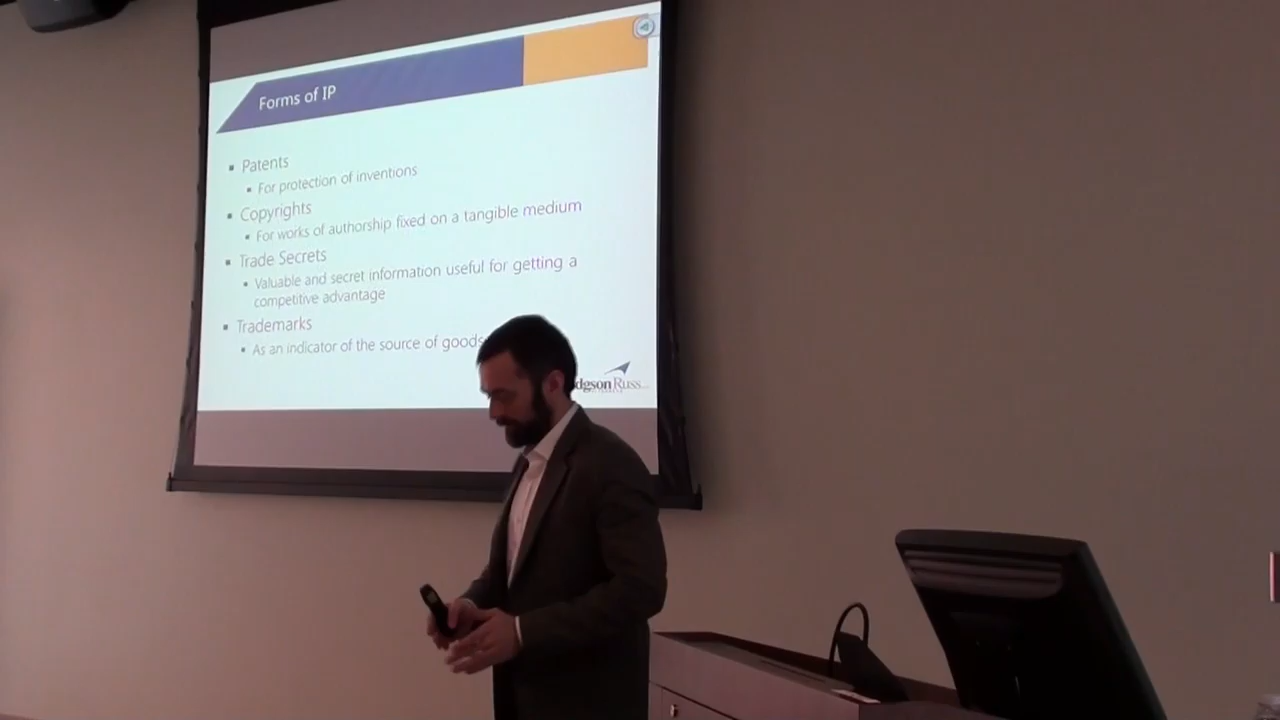 Forms of IP
Patents
For protection of inventions
Copyrights
For works of authorship fixed on a tangible medium
Trade Secrets
Valuable and secret information useful for getting a
competitive advantage
Trademarks
As an indicator of the source of goods
dgsonRuss